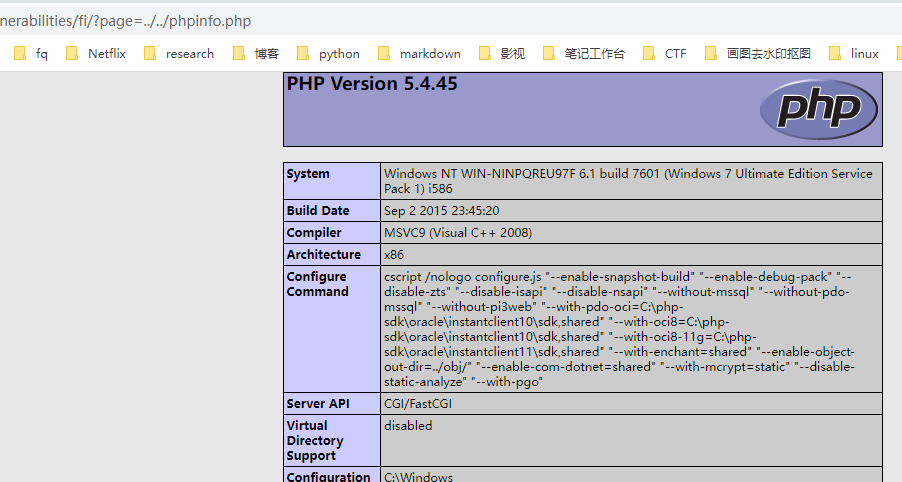 nerabilities/fi/?page=../../phpinfo.php
fq Netflix research 博客 python markdown 影视 笔记工作台 CTF 画图去水印抠图 linux
PHP Version 5.4.45
php
System Windows NT WIN-NINPQREU97F 6.1 build 7601 (Windows 7 Ultimate Edition Service
Pack 1) i586
Build Date Sep 2 2015 23:45:20
Compiler MSVC9 (Visual C++ 2008)
Architecture x86
Configure cscript /nologo configure.js "--enable-snapshot-build" "--enable-debug-pack" "--
Command disable-zts" "--disable-isapi" "--disable-nsapi" "--without-mssql" "--without-pdo-
mssql" "--without-pi3web" "--with-pdo-oci=C:\php-
sdk\oracle\instantclient10\sdk,shared" "--with-oci8=C:\php-
sdk\oracle\instantclient10\sdk,shared" "--with-oci8-11g=C:\php-
sdk\oracle\instantclient11\sdk,shared" "--with-enchant=shared" "--enable-object-
out-dir=../obj/" "--enable-com-dotnet=shared" "--with-mcrypt=static" "--disable-
static-analyze" "--with-pgo"
Server API CGI/FastCGI
Virtual disabled
Directory
Support
Configuration C:\Windows